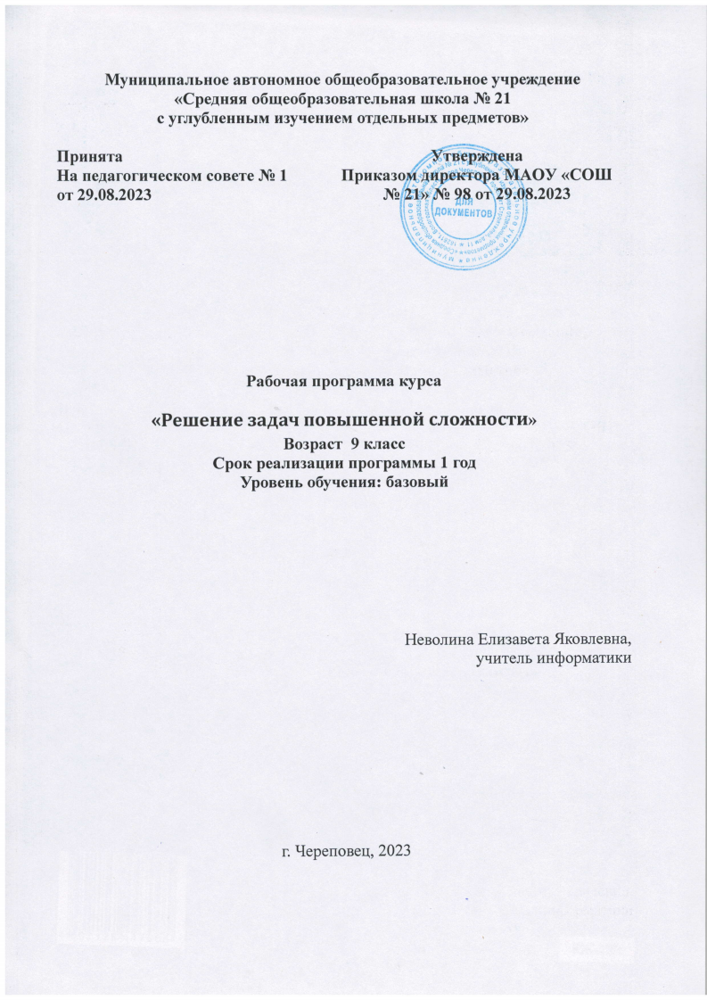 Муниципальное автономное общеобразовательное учреждение
«Средняя общеобразовательная школа № 21
с углубленным изучением отдельных предметов»
Принята
На педагогическом совете № 1
от 29.08.2023
Утверждена
Приказом директора МАОУ «СОШ
№ 21» № 98 от 29.08.2023
ДЛЯ
ДОКУМЕНТОВ
Рабочая программа курса
«Решение задач повышенной сложности»
Возраст 9 класс
Срок реализации программы 1 год
Уровень обучения: базовый
Неволина Елизавета Яковлевна,
учитель информатики
г. Череповец, 2023